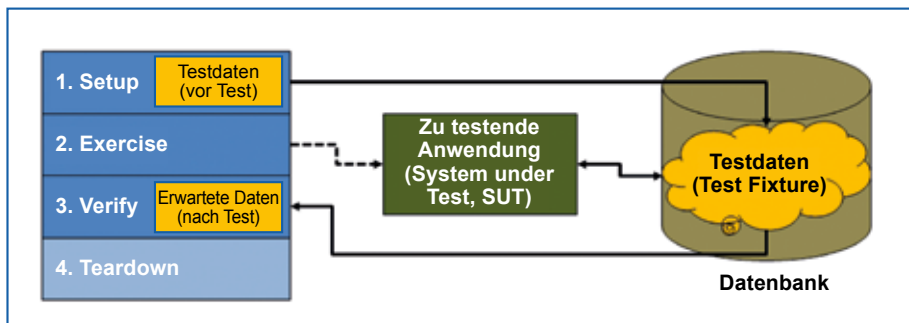 1. Setup
Testdaten
(vor Test)
2. Exercise
3. Verify
Erwartete Daten
(nach Test)
4. Teardown
Zu testende
Anwendung
(System under
Test, SUT)
Testdaten
(Test Fixture)
Datenbank